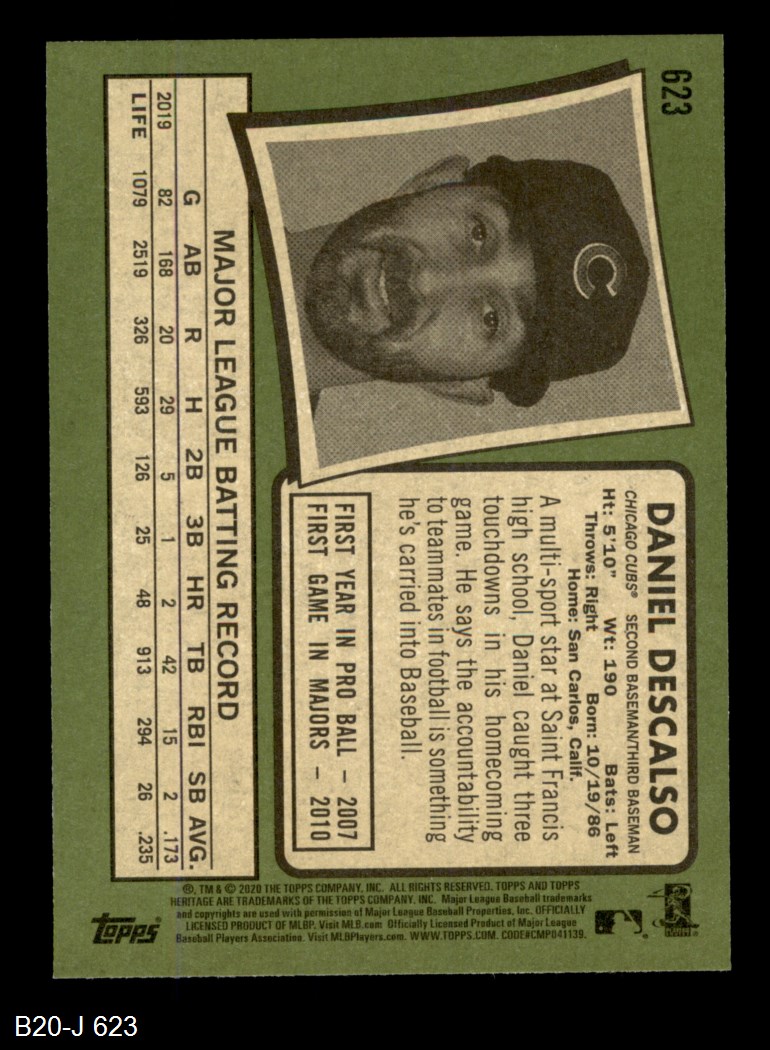 623
DANIEL DESCALSO
CHICAGO CUBS® SECOND BASEMAN/THIRD BASEMAN
Ht: 5'10" Wt: 190 Bats: Left
Throws: Right Born: 10/19/86
Home: San Carlos, Calif.
A multi-sport star at Saint Francis
high school, Daniel caught three
touchdowns in his homecoming
game. He says the accountability
to teammates in football is something
he's carried into Baseball.
FIRST YEAR IN PRO BALL – 2007
FIRST GAME IN MAJORS – 2010
C
MAJOR LEAGUE BATTING RECORD
G AB R H 2B 3B HR TB RBI SB AVG.
2019 82 168 20 29 5 1 2 42 15 2 .173
LIFE 1079 2519 326 593 126 25 48 913 294 26 .235
®, TM & © 2020 THE TOPPS COMPANY, INC. ALL RIGHTS RESERVED. TOPPS AND TOPPS
HERITAGE ARE TRADEMARKS OF THE TOPPS COMPANY, INC. Major League Baseball trademarks
and copyrights are used with permission of Major League Baseball Properties, Inc. OFFICIALLY
LICENSED PRODUCT OF MLBP. Visit MLB.com Officially Licensed Product of Major League
Baseball Players Association. Visit MLBPlayers.com. WWW.TOPPS.COM. CODE#CMP041139.
topps®
B20-J 623